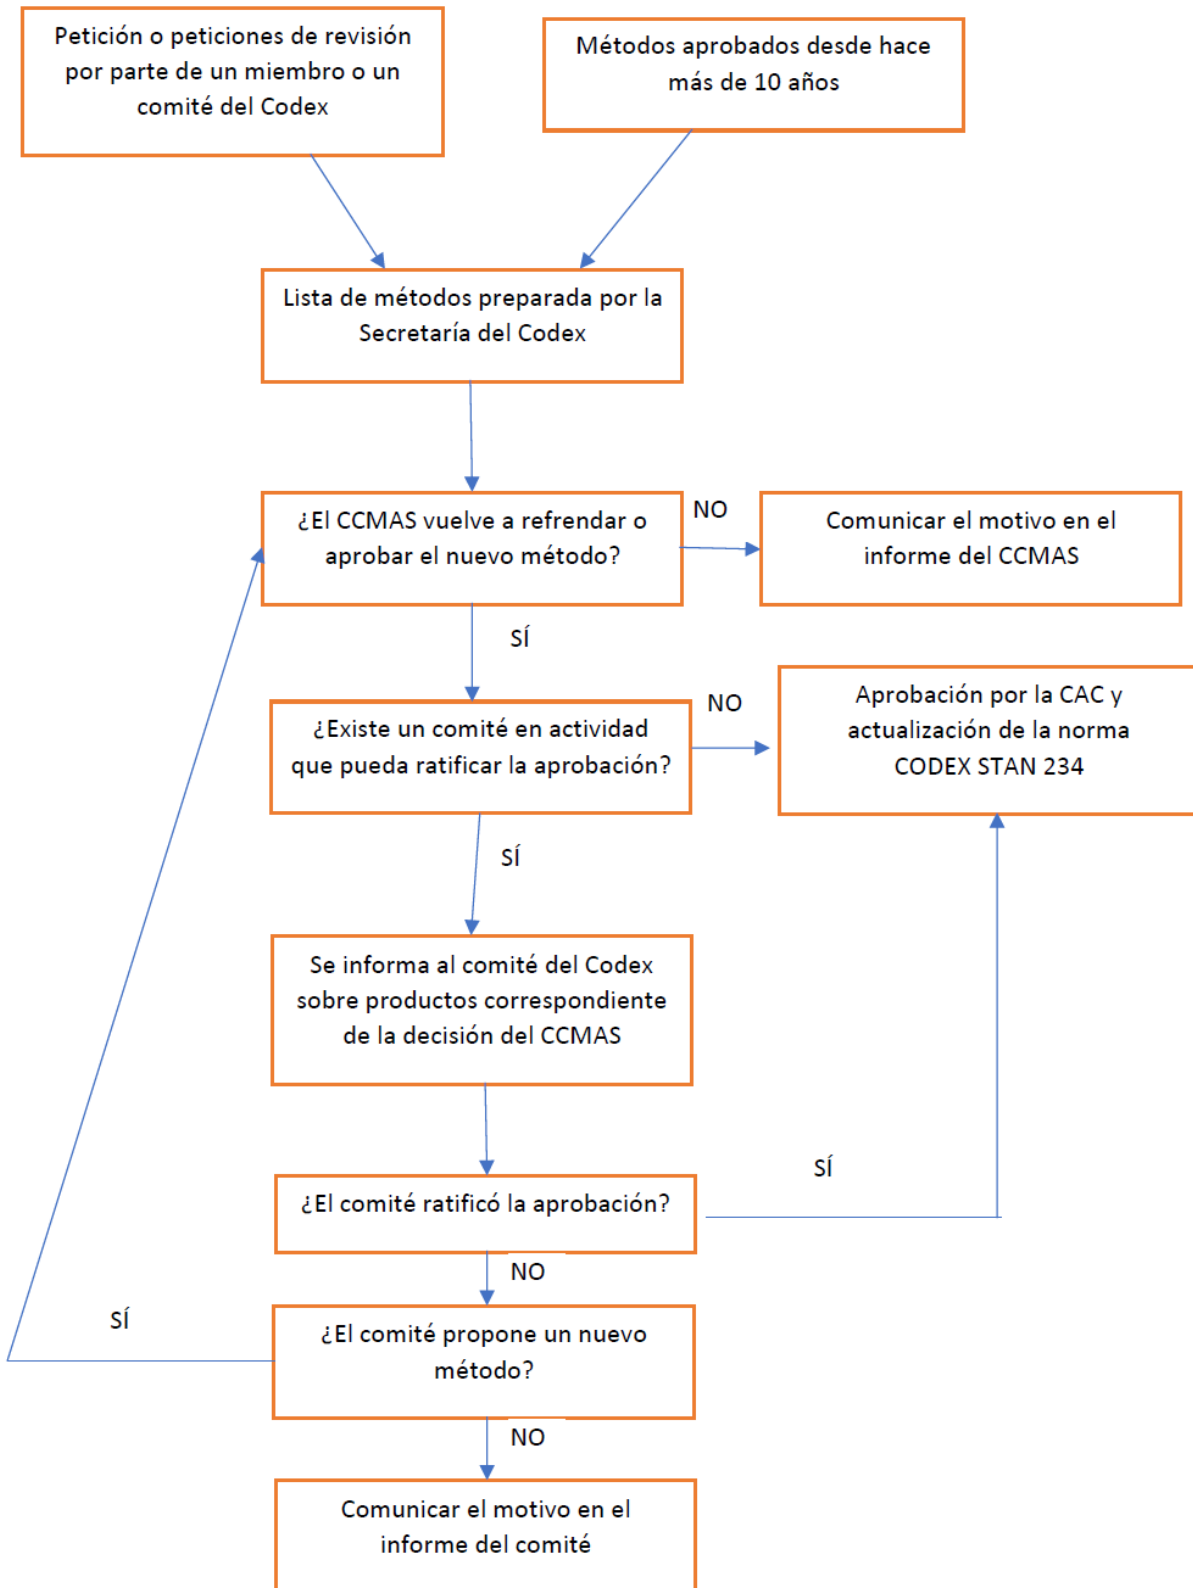 Petición o peticiones de revisión
por parte de un miembro o un
comité del Codex
Métodos aprobados desde hace
más de 10 años
Lista de métodos preparada por la
Secretaría del Codex
¿El CCMAS vuelve a refrendar o
aprobar el nuevo método?
NO
Comunicar el motivo en el
informe del CCMAS
SÍ
¿Existe un comité en actividad
que pueda ratificar la aprobación?
NO
Aprobación por la CAC y
actualización de la norma
CODEX STAN 234
SÍ
Se informa al comité del Codex
sobre productos correspondiente
de la decisión del CCMAS
¿El comité ratificó la aprobación?
SÍ
NO
¿El comité propone un nuevo
método?
SÍ
NO
Comunicar el motivo en el
informe del comité